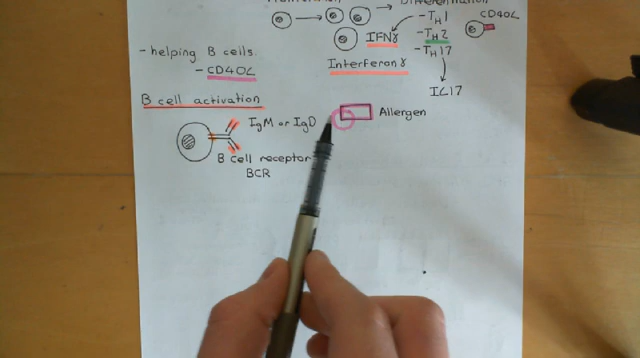 IFNγ
- TH1
- TH2
- TH17
CD40L
Interferon γ
IL17
- helping B cells.
- CD40L
B cell activation
IgM or IgD
B cell receptor
BCR
Allergen